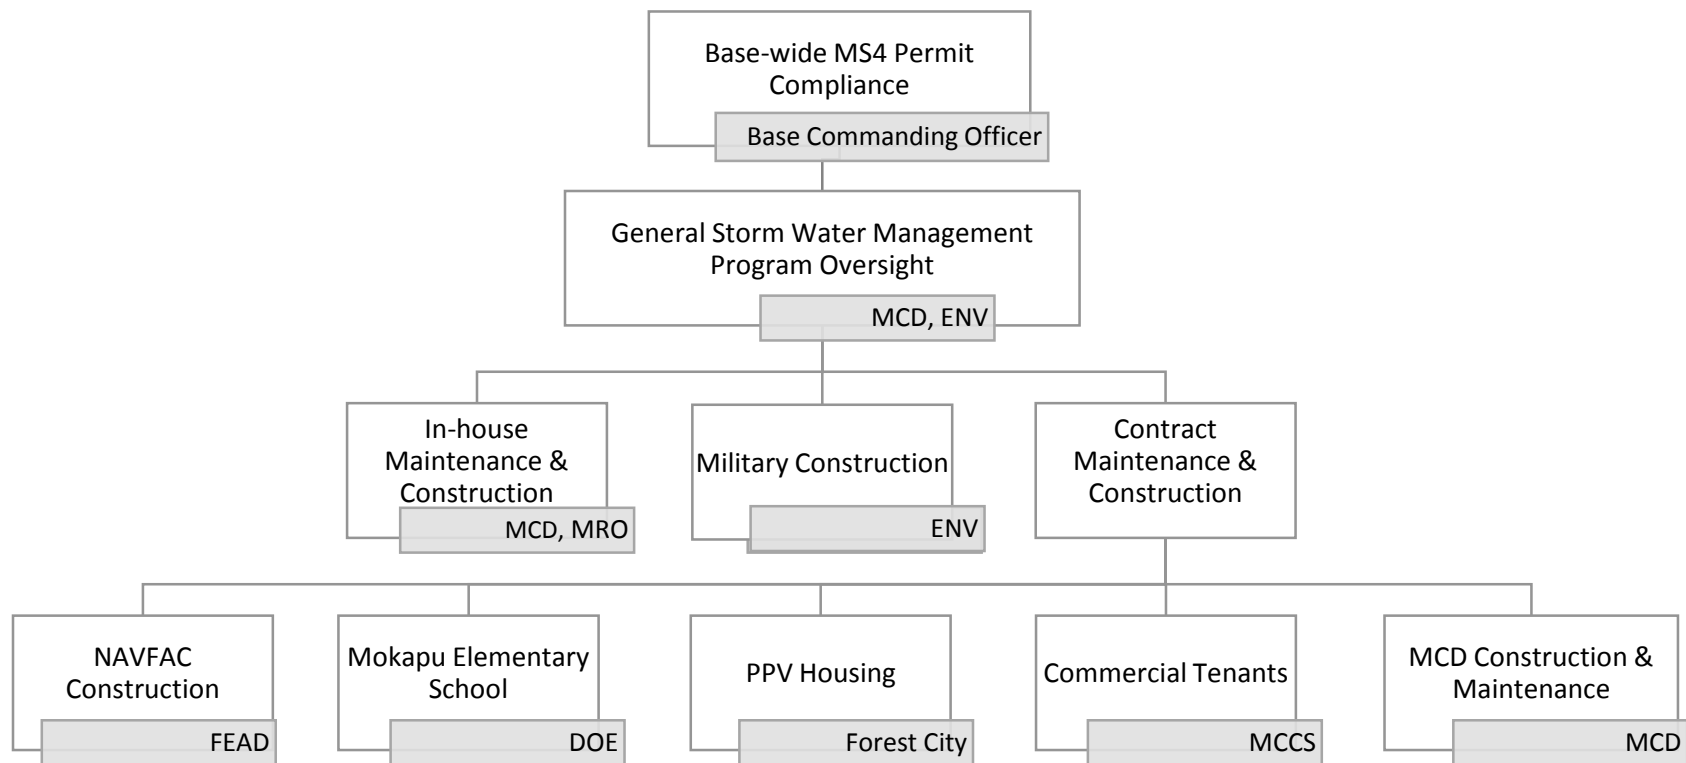 Base-wide MS4 Permit
Compliance
Base Commanding Officer
General Storm Water Management
Program Oversight
MCD, ENV
In-house
Maintenance &
Construction
MCD, MRO
Military Construction
ENV
Contract
Maintenance &
Construction
NAVFAC
Construction
FEAD
Mokapu Elementary
School
DOE
PPV Housing
Forest City
Commercial Tenants
MCCS
MCD Construction &
Maintenance
MCD